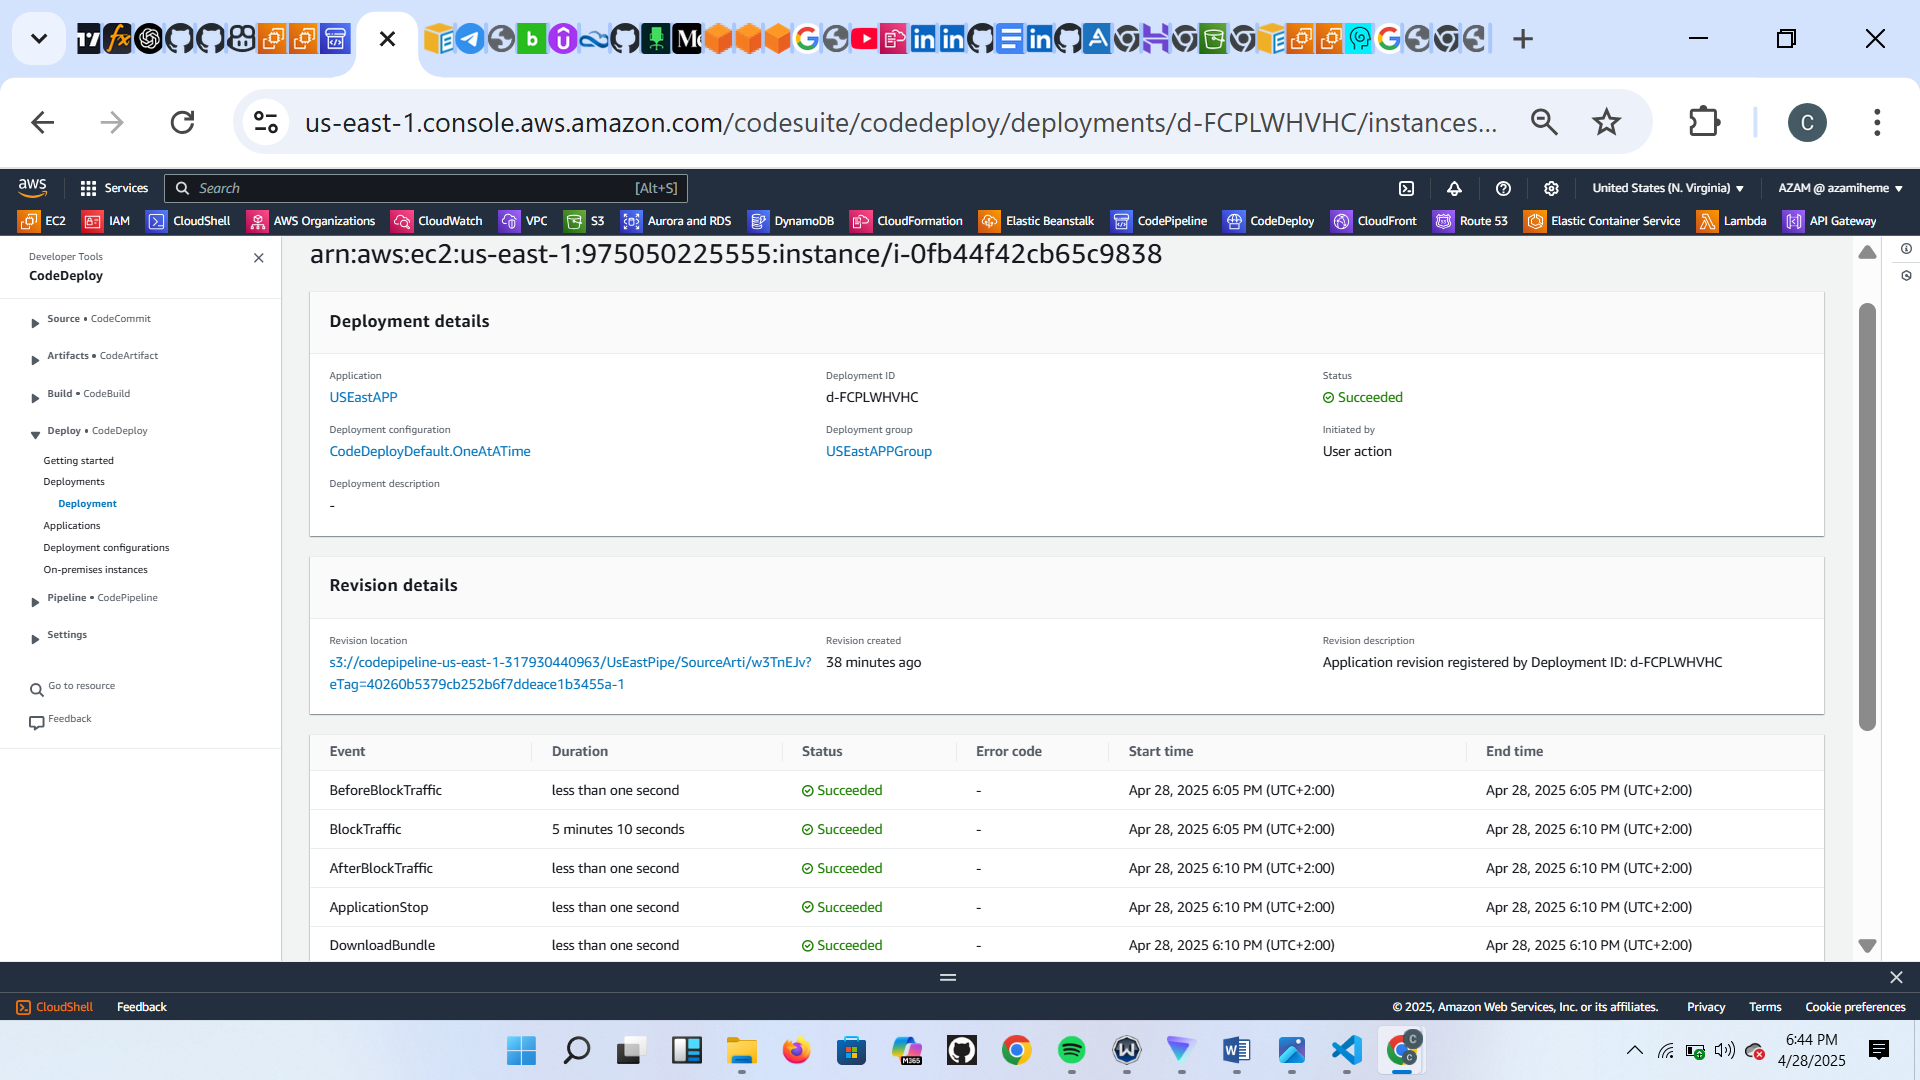 us-east-1.console.aws.amazon.com/codesuite/codedeploy/deployments/d-FCPLWHVHC/instances...
C
aws
Services
Search
[Alt+S]
United States (N. Virginia)
AZAM @ azamiheme
EC2
IAM
CloudShell
AWS Organizations
CloudWatch
VPC
S3
Aurora and RDS
DynamoDB
CloudFormation
Elastic Beanstalk
CodePipeline
CodeDeploy
CloudFront
Route 53
Elastic Container Service
Lambda
API Gateway
Developer Tools
CodeDeploy
Source • CodeCommit
Artifacts • CodeArtifact
Build • CodeBuild
Deploy • CodeDeploy
Getting started
Deployments
Deployment
Applications
Deployment configurations
On-premises instances
Pipeline • CodePipeline
Settings
Go to resource
Feedback
arn:aws:ec2:us-east-1:975050225555:instance/i-0fb44f42cb65c9838
Deployment details
Application
USEastAPP
Deployment ID
d-FCPLWHVHC
Status
Succeeded
Deployment configuration
CodeDeployDefault.OneAtATime
Deployment group
USEastAPPGroup
Initiated by
User action
Deployment description
-
Revision details
Revision location
s3://codepipeline-us-east-1-317930440963/UsEastPipe/SourceArti/w3TnEJv?
eTag=40260b5379cb252b6f7ddeace1b3455a-1
Revision created
38 minutes ago
Revision description
Application revision registered by Deployment ID: d-FCPLWHVHC
Event Duration Status Error code Start time End time
BeforeBlockTraffic less than one second Succeeded - Apr 28, 2025 6:05 PM (UTC+2:00) Apr 28, 2025 6:05 PM (UTC+2:00)
BlockTraffic 5 minutes 10 seconds Succeeded - Apr 28, 2025 6:05 PM (UTC+2:00) Apr 28, 2025 6:10 PM (UTC+2:00)
AfterBlockTraffic less than one second Succeeded - Apr 28, 2025 6:10 PM (UTC+2:00) Apr 28, 2025 6:10 PM (UTC+2:00)
ApplicationStop less than one second Succeeded - Apr 28, 2025 6:10 PM (UTC+2:00) Apr 28, 2025 6:10 PM (UTC+2:00)
DownloadBundle less than one second Succeeded - Apr 28, 2025 6:10 PM (UTC+2:00) Apr 28, 2025 6:10 PM (UTC+2:00)
CloudShell
Feedback
© 2025, Amazon Web Services, Inc. or its affiliates.
Privacy
Terms
Cookie preferences
M365
6:44 PM
4/28/2025